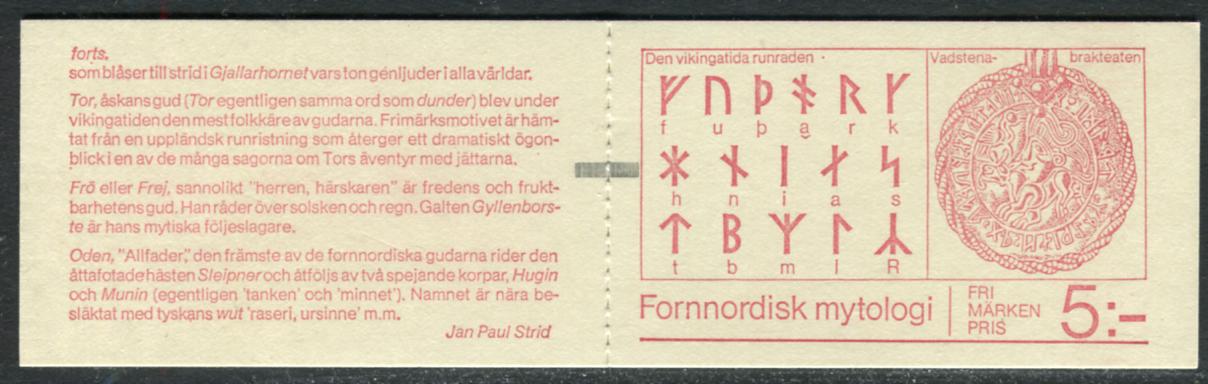 forts.
som blåser till strid i Gjallarhornet vars ton genljuder i alla världar.
Tor, åskans gud (Tor egentligen samma ord som dunder) blev under
vikingatiden den mest folkkäre av gudarna. Frimärksmotivet är häm-
tat från en uppländsk runristning som återger ett dramatiskt ögon-
blick i en av de många sagorna om Tors äventyr med jättarna.
Frö eller Frej, sannolikt "herren, härskaren" är fredens och frukt-
barhetens gud. Han råder över solsken och regn. Galten Gyllenbors-
te är hans mytiska följeslagare.
Oden, "Allfader," den främste av de fornnordiska gudarna rider den
åttafotade hästen Sleipner och åtföljs av två spejande korpar, Hugin
och Munin (egentligen 'tanken' och 'minnet'). Namnet är nära be-
släktat med tyskans wut 'raseri, ursinne' m.m.
Jan Paul Strid
Den vikingatida runraden
ᚠ ᚢ ᚦ ᚬ ᚱ ᚴ
f u þ ą r k
ᚼ ᚾ ᛁ ᛅ ᛋ
h n i a s
ᛏ ᛒ ᛘ ᛚ ᛦ
t b m l R
Vadstena- brakteaten
Fornnordisk mytologi
FRI
MÄRKEN
PRIS
5:-